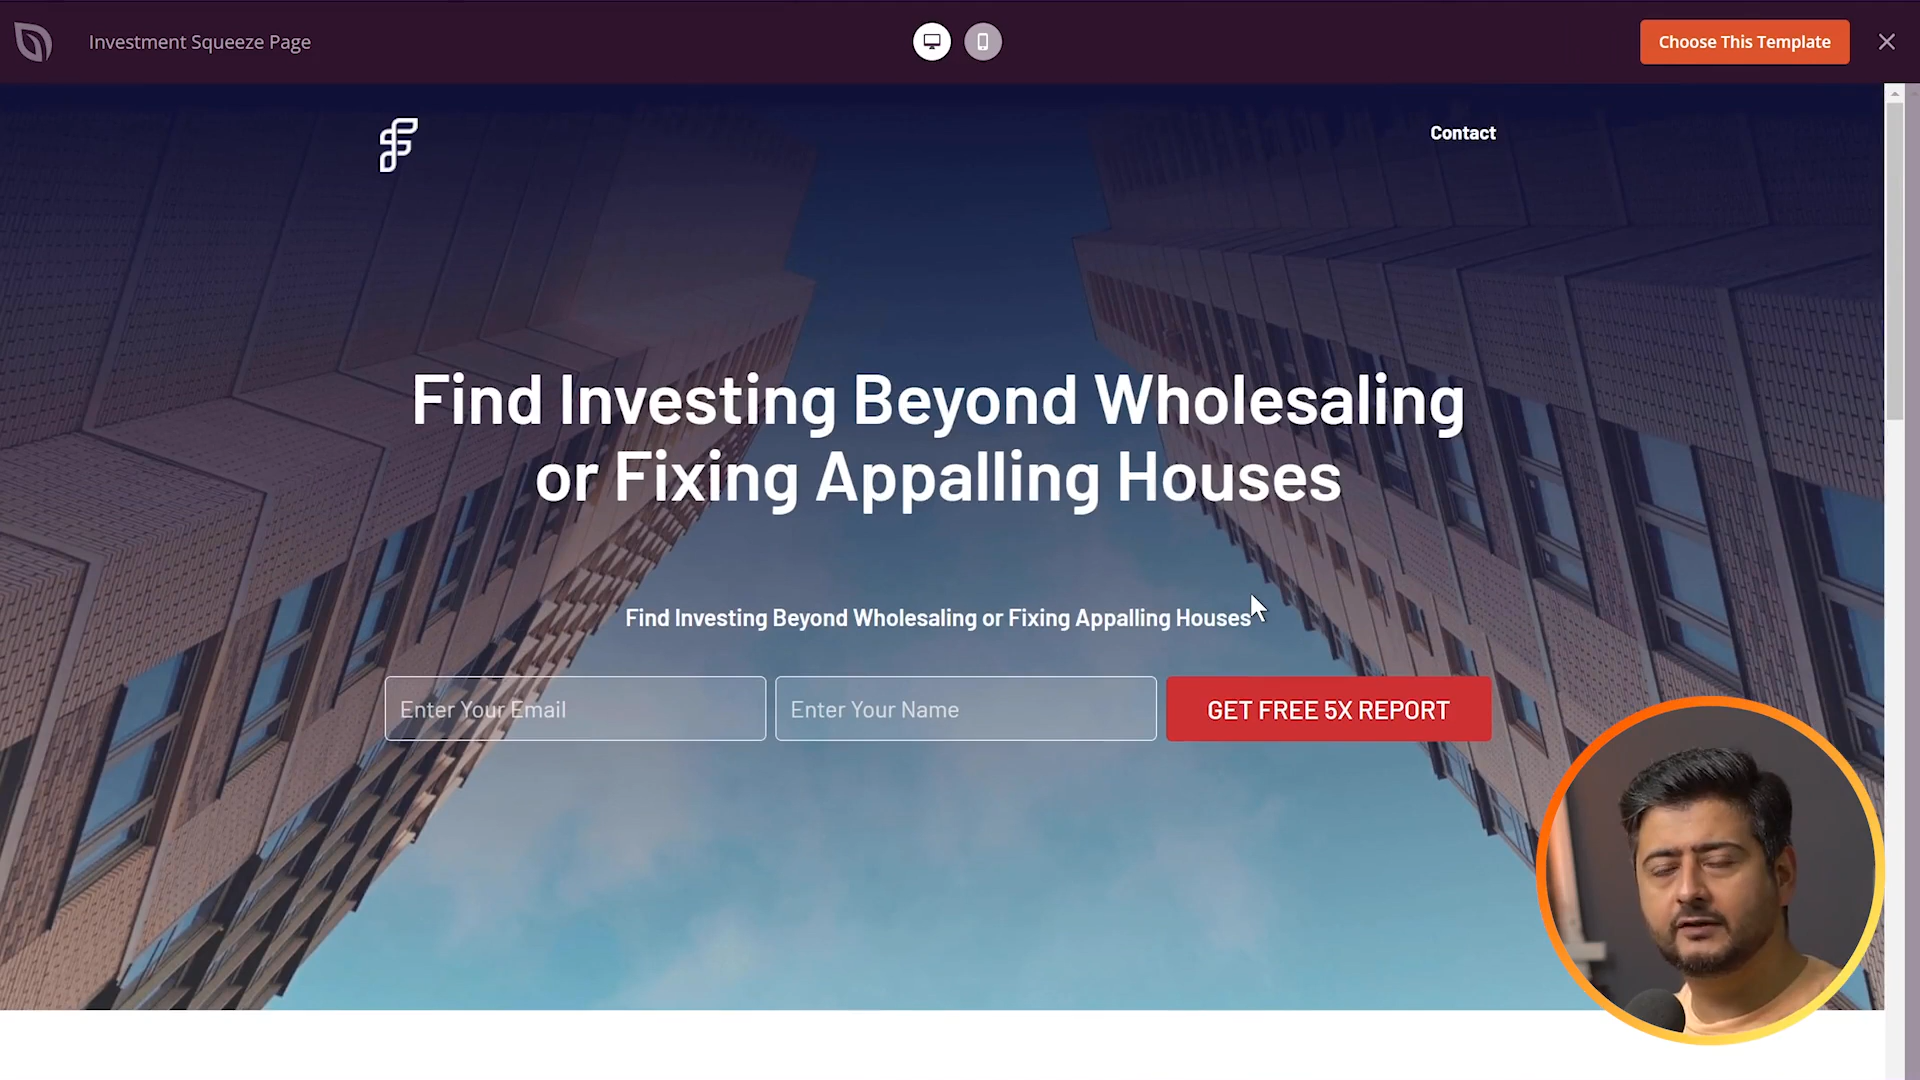 Investment Squeeze Page
Choose This Template
Contact
Find Investing Beyond Wholesaling
or Fixing Appalling Houses
Find Investing Beyond Wholesaling or Fixing Appalling Houses
Enter Your Email
Enter Your Name
GET FREE 5X REPORT